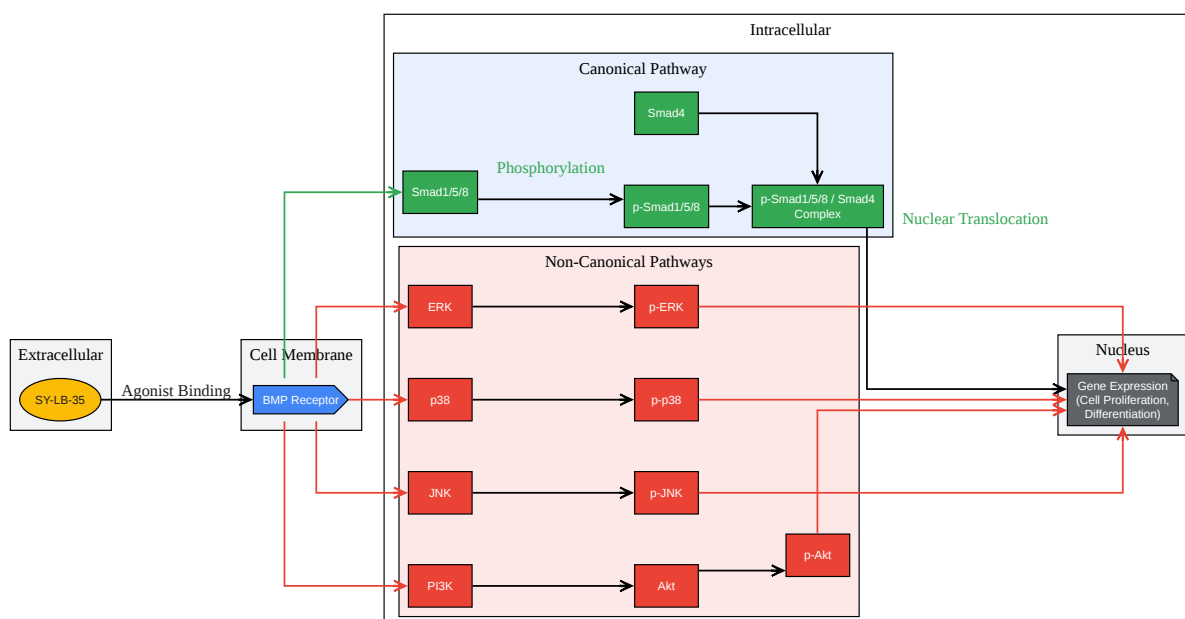 Intracellular
Canonical Pathway
Smad4
Phosphorylation
Smad1/5/8
p-Smad1/5/8
p-Smad1/5/8 / Smad4
Complex
Nuclear Translocation
Non-Canonical Pathways
ERK
p-ERK
Extracellular
SY-LB-35
Agonist Binding
Cell Membrane
BMP Receptor
p38
p-p38
Nucleus
Gene Expression
(Cell Proliferation,
Differentiation)
JNK
p-JNK
p-Akt
PI3K
Akt